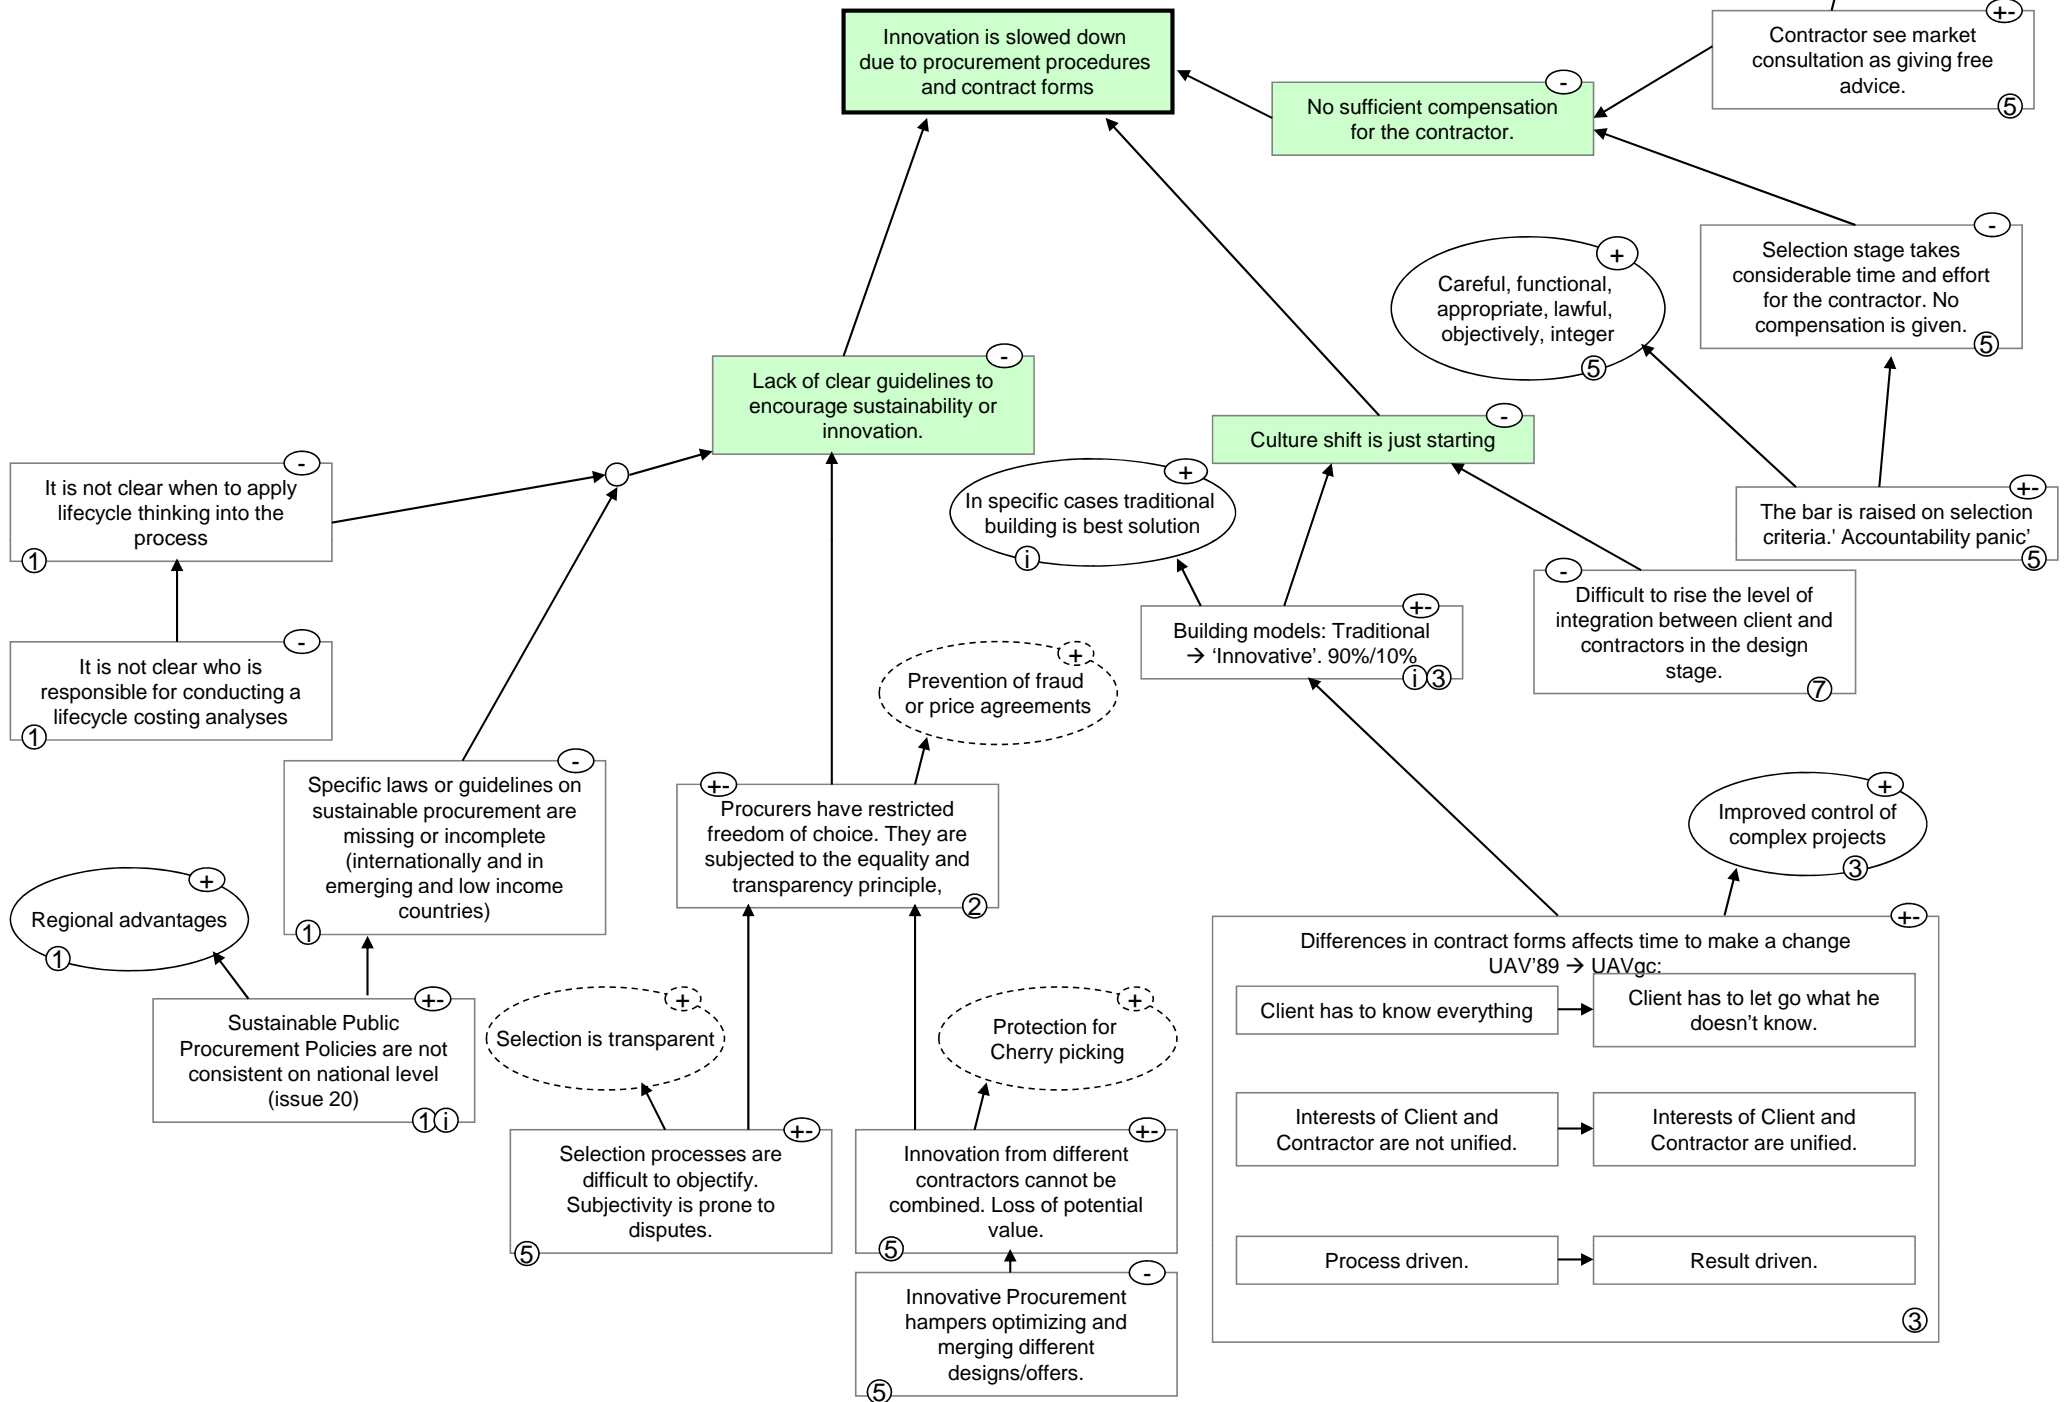 Innovation is slowed down
due to procurement procedures
and contract forms
+-
Contractor see market
consultation as giving free
advice.
5
-
No sufficient compensation
for the contractor.
-
Selection stage takes
considerable time and effort
for the contractor. No
compensation is given.
5
+
Careful, functional,
appropriate, lawful,
objectively, integer
5
-
Lack of clear guidelines to
encourage sustainability or
innovation.
-
Culture shift is just starting
-
It is not clear when to apply
lifecycle thinking into the
process
1
+
In specific cases traditional
building is best solution
i
+-
The bar is raised on selection
criteria.' Accountability panic'
5
-
Difficult to rise the level of
integration between client and
contractors in the design
stage.
7
+-
Building models: Traditional
→ ‘Innovative’. 90%/10%
i 3
-
It is not clear who is
responsible for conducting a
lifecycle costing analyses
1
+
Prevention of fraud
or price agreements
-
Specific laws or guidelines on
sustainable procurement are
missing or incomplete
(internationally and in
emerging and low income
countries)
1
+-
Procurers have restricted
freedom of choice. They are
subjected to the equality and
transparency principle,
2
+
Improved control of
complex projects
3
+
Regional advantages
1
+-
Sustainable Public
Procurement Policies are not
consistent on national level
(issue 20)
1 i
+
Selection is transparent
+
Protection for
Cherry picking
+-
Selection processes are
difficult to objectify.
Subjectivity is prone to
disputes.
5
+-
Innovation from different
contractors cannot be
combined. Loss of potential
value.
5
-
Innovative Procurement
hampers optimizing and
merging different
designs/offers.
5
+-
Differences in contract forms affects time to make a change
UAV’89 → UAVgc:
Client has to know everything
Client has to let go what he
doesn’t know.
Interests of Client and
Contractor are not unified.
Interests of Client and
Contractor are unified.
Process driven.
Result driven.
3